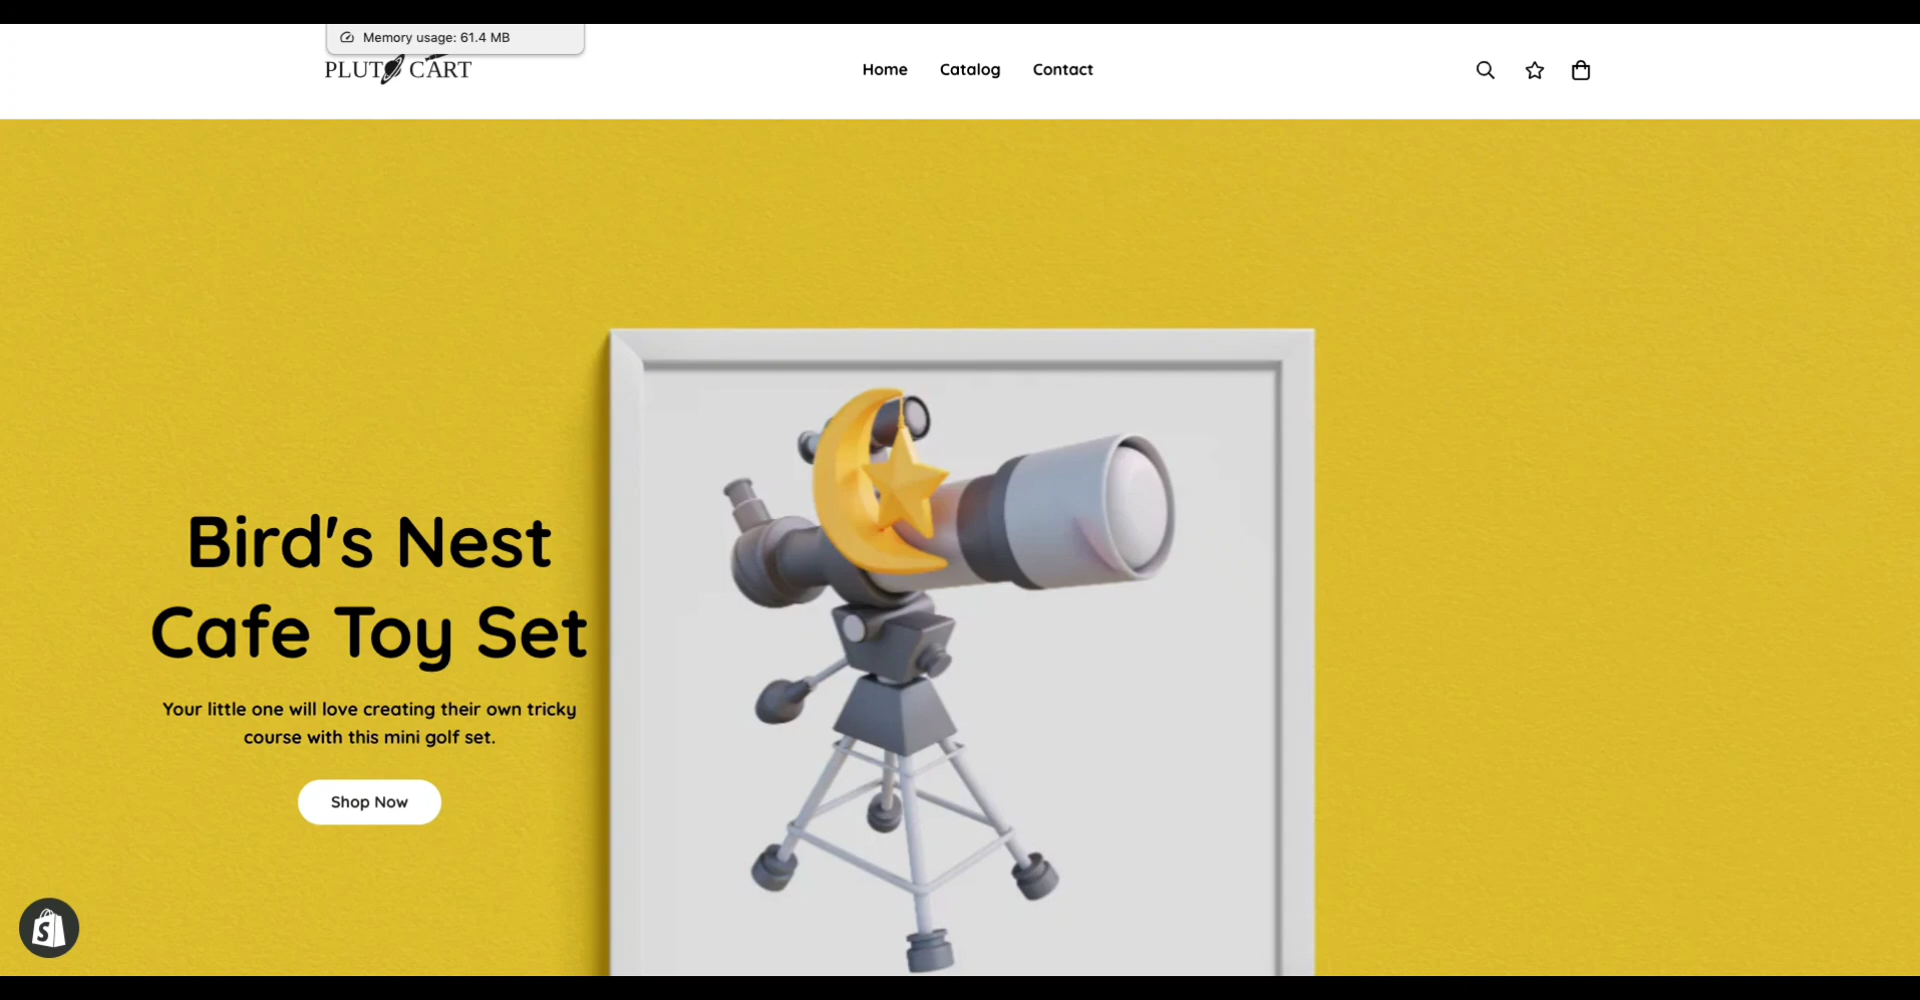 Memory usage: 61.4 MB
PLUTO CART
Home Catalog Contact
Bird's Nest
Cafe Toy Set
Your little one will love creating their own tricky
course with this mini golf set.
Shop Now